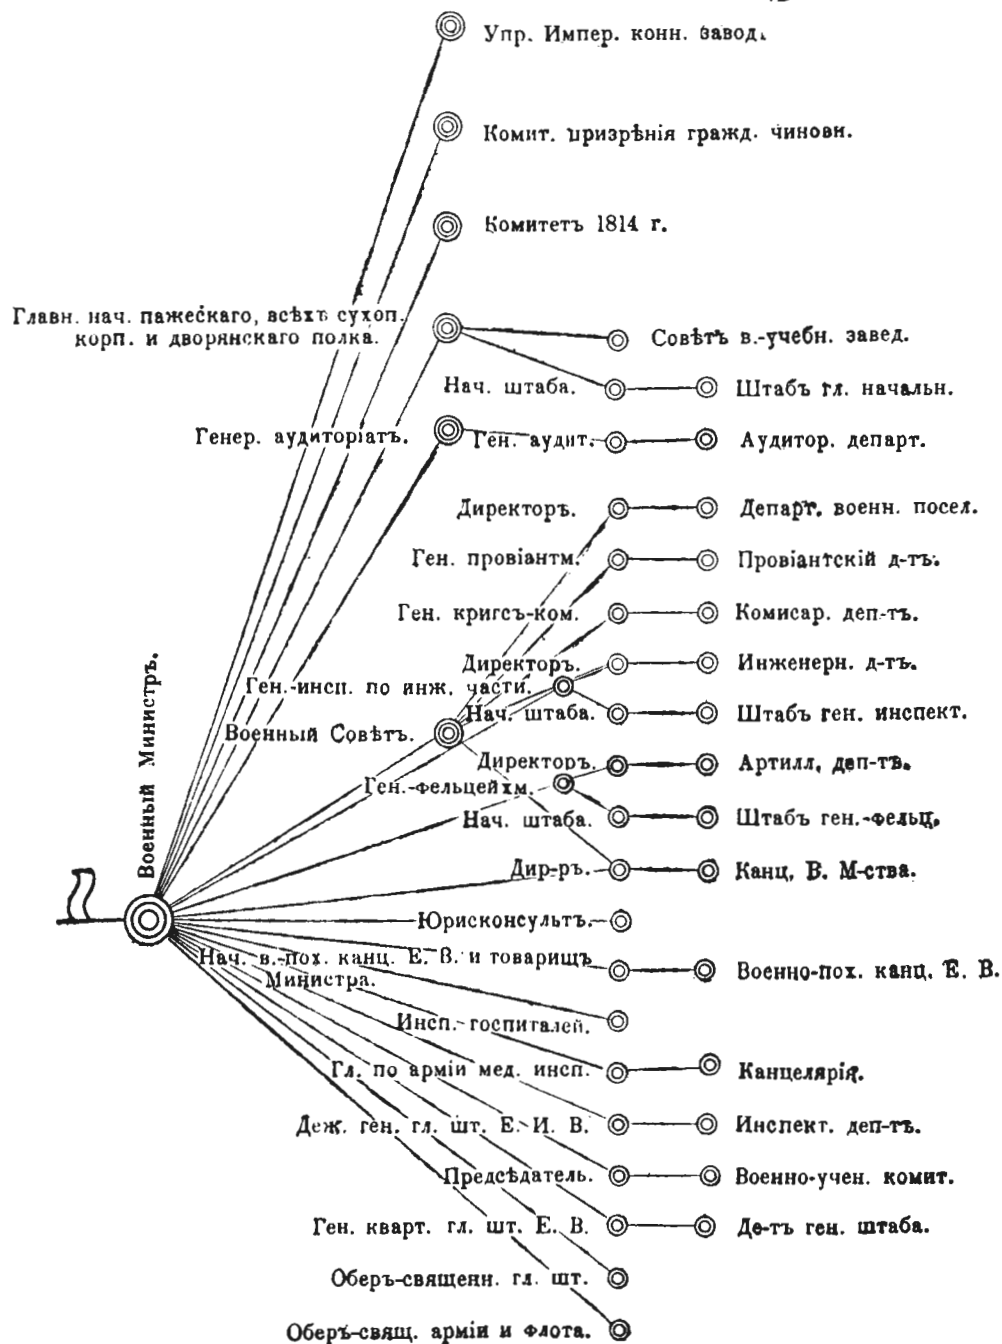 Упр. Импер. конн. завод.
Комит. призрѣнія гражд. чиновн.
Комитетъ 1814 г.
Главн. нач. пажескаго, всѣхъ сухоп.
корп. и дворянскаго полка.
Совѣтъ в.-учебн. завед.
Нач. штаба. Штабъ гл. начальн.
Генер. аудиторіатъ. Ген. аудит. Аудитор. департ.
Директоръ. Департ. военн. посел.
Ген. провіантм. Провіантскій д-тъ.
Ген. кригсъ-ком. Комисар. деп-тъ.
Директоръ. Инженерн. д-тъ.
Ген.-инсп. по инж. части.
Нач. штаба. Штабъ ген. инспект.
Военный Совѣтъ.
Директоръ. Артилл. деп-тъ.
Ген.-фельцейхм.
Нач. штаба. Штабъ ген.-фельц.
Военный Министръ.
Дир-ръ. Канц. В. М-ства.
Юрисконсультъ.
Нач. в.-пох. канц. Е. В. и товарищъ
Министра.
Военно-пох. канц. Е. В.
Инсп. госпиталей.
Гл. по арміи мед. инсп. Канцелярія.
Деж. ген. гл. шт. Е. И. В. Инспект. деп-тъ.
Предсѣдатель. Военно-учен. комит.
Ген. кварт. гл. шт. Е. В. Де-тъ ген. штаба.
Оберъ-священн. гл. шт.
Оберъ-свящ. арміи и флота.